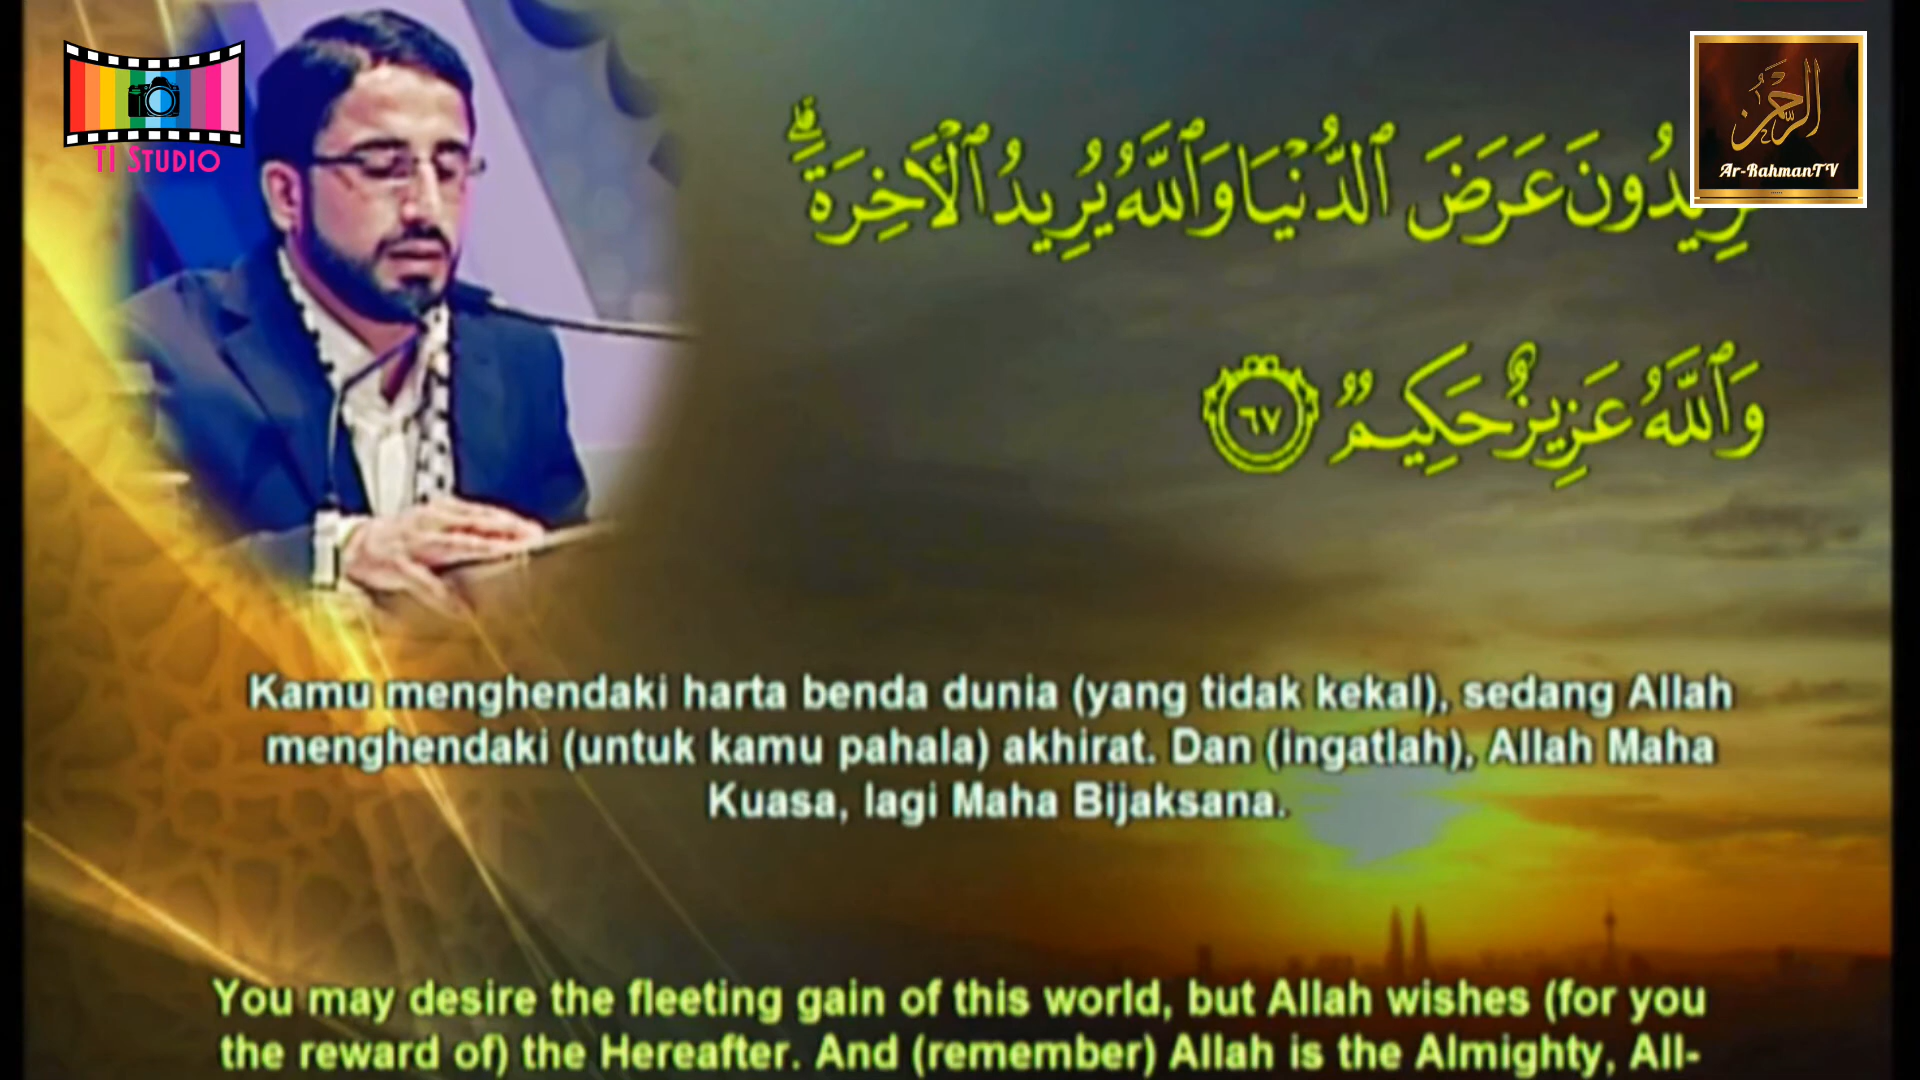 TI STUDIO
الرحمن
Ar-RahmanTV
عَرَضَ ٱلدُّنْيَا وَٱللَّهُ يُرِيدُ ٱلْأَخِرَةَ ۗ
وَٱللَّهُ عَزِيزٌ حَكِيمٌ ٦٧
Kamu menghendaki harta benda dunia (yang tidak kekal), sedang Allah
menghendaki (untuk kamu pahala) akhirat. Dan (ingatlah), Allah Maha
Kuasa, lagi Maha Bijaksana.
You may desire the fleeting gain of this world, but Allah wishes (for you
the reward of) the Hereafter. And (remember) Allah is the Almighty, All-